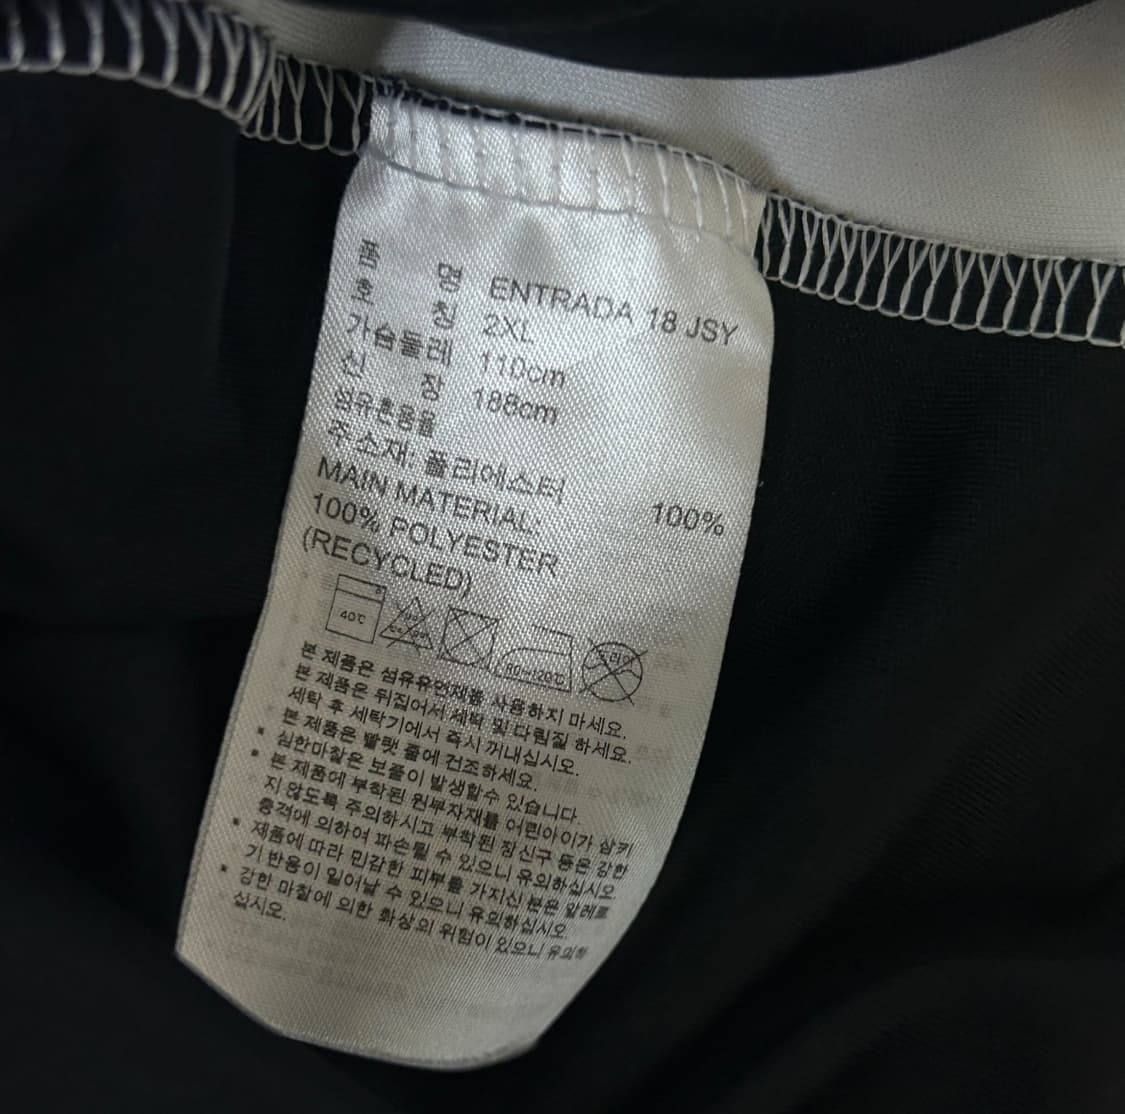 품 명 ENTRADA 18 JSY
호 칭 2XL
가슴둘레 110cm
신 장 188cm
섬유혼용율
주소재: 폴리에스터 100%
MAIN MATERIAL:
100% POLYESTER
(RECYCLED)
40℃ 80~120℃ 드라이
본 제품은 섬유유연제를 사용하지 마세요.
본 제품은 뒤집어서 세탁 및 다림질 하세요.
세탁 후 세탁기에서 즉시 꺼내십시오.
본 제품은 빨랫 줄에 건조하세요.
• 심한마찰은 보풀이 발생할수 있습니다
• 본 제품에 부착된 원부자재를 어린아이가 삼키
지 않도록 주의하시고 부착된 장신구 등은 강한
충격에 의하여 파손될 수 있으니 유의하십시오
• 제품에 따라 민감한 피부를 가지신 분은 알레르
기 반응이 일어날 수 있으니 유의하십시오.
• 강한 마찰에 의한 화상의 위험이 있으니 유의하
십시오.